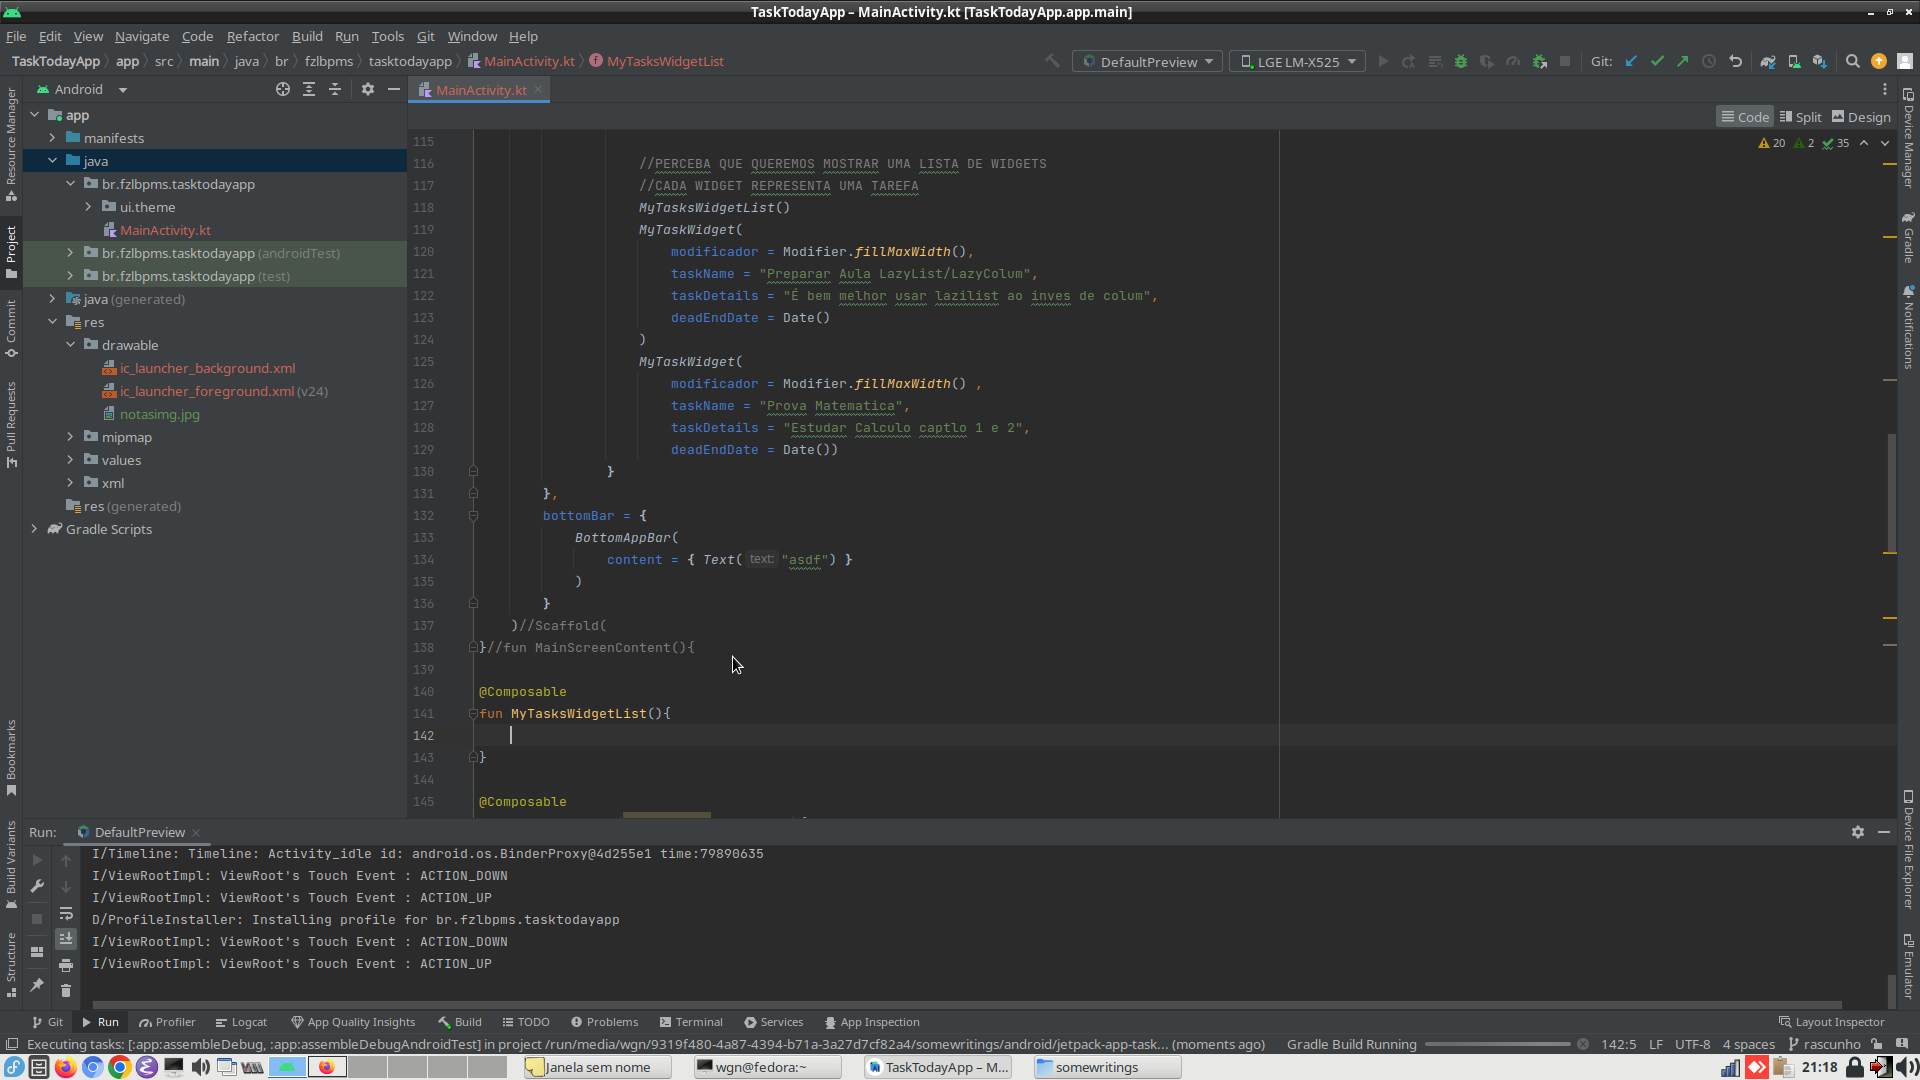 TaskTodayApp – MainActivity.kt [TaskTodayApp.app.main]
File Edit View Navigate Code Refactor Build Run Tools Git Window Help
TaskTodayApp app src main java br fzlbpms tasktodayapp MainActivity.kt MyTasksWidgetList DefaultPreview LGE LM-X525 Git:
Android
MainActivity.kt
Code Split Design
20 2 35
app
manifests
java
br.fzlbpms.tasktodayapp
ui.theme
MainActivity.kt
br.fzlbpms.tasktodayapp (androidTest)
br.fzlbpms.tasktodayapp (test)
java (generated)
res
drawable
ic_launcher_background.xml
ic_launcher_foreground.xml (v24)
notasimg.jpg
mipmap
values
xml
res (generated)
Gradle Scripts
Resource Manager
Project
Commit
Pull Requests
Bookmarks
Build Variants
Structure
115
116 //PERCEBA QUE QUEREMOS MOSTRAR UMA LISTA DE WIDGETS
117 //CADA WIDGET REPRESENTA UMA TAREFA
118 MyTasksWidgetList()
119 MyTaskWidget(
120 modificador = Modifier.fillMaxWidth(),
121 taskName = "Preparar Aula LazyList/LazyColum",
122 taskDetails = "É bem melhor usar lazilist ao inves de colum",
123 deadEndDate = Date()
124 )
125 MyTaskWidget(
126 modificador = Modifier.fillMaxWidth() ,
127 taskName = "Prova Matematica",
128 taskDetails = "Estudar Calculo captlo 1 e 2",
129 deadEndDate = Date())
130 }
131 },
132 bottomBar = {
133 BottomAppBar(
134 content = { Text( text: "asdf") }
135 )
136 }
137 )//Scaffold(
138 }//fun MainScreenContent(){
139
140 @Composable
141 fun MyTasksWidgetList(){
142
143 }
144
145 @Composable
Device Manager
Gradle
Notifications
Device File Explorer
Emulator
Run: DefaultPreview
I/Timeline: Timeline: Activity_idle id: android.os.BinderProxy@4d255e1 time:79890635
I/ViewRootImpl: ViewRoot's Touch Event : ACTION_DOWN
I/ViewRootImpl: ViewRoot's Touch Event : ACTION_UP
D/ProfileInstaller: Installing profile for br.fzlbpms.tasktodayapp
I/ViewRootImpl: ViewRoot's Touch Event : ACTION_DOWN
I/ViewRootImpl: ViewRoot's Touch Event : ACTION_UP
Git Run Profiler Logcat App Quality Insights Build TODO Problems Terminal Services App Inspection Layout Inspector
Executing tasks: [:app:assembleDebug, :app:assembleDebugAndroidTest] in project /run/media/wgn/9319f480-4a87-4394-b71a-3a27d7cf82a4/somewritings/android/jetpack-app-task... (moments ago) Gradle Build Running 142:5 LF UTF-8 4 spaces rascunho
Janela sem nome wgn@fedora:~ TaskTodayApp – M... somewritings 21:18